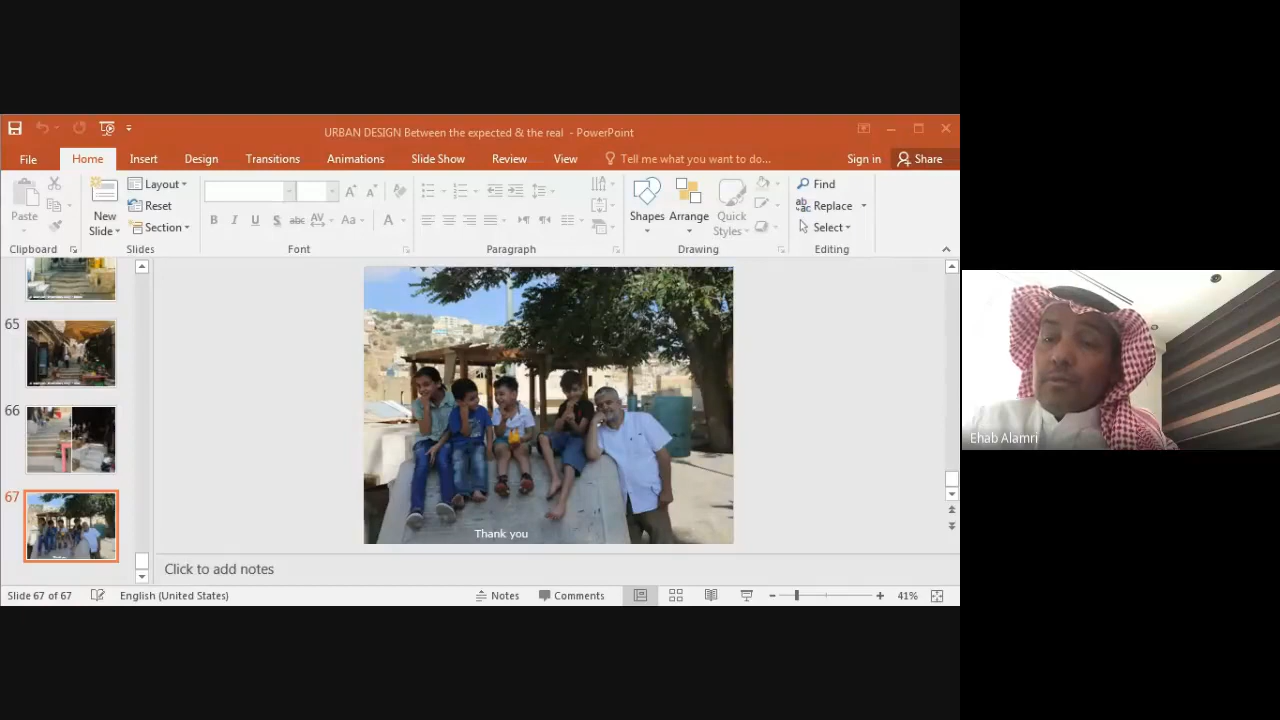 URBAN DESIGN Between the expected & the real - PowerPoint
File Home Insert Design Transitions Animations Slide Show Review View Tell me what you want to do... Sign in Share
Paste
New Slide
Layout
Reset
Section
B I U S abc AV Aa A
Shapes Arrange Quick Styles
Find
Replace
Select
Clipboard Slides Font Paragraph Drawing Editing
65
66
67
Thank you
Click to add notes
Slide 67 of 67 English (United States) Notes Comments 41%
Ehab Alamri